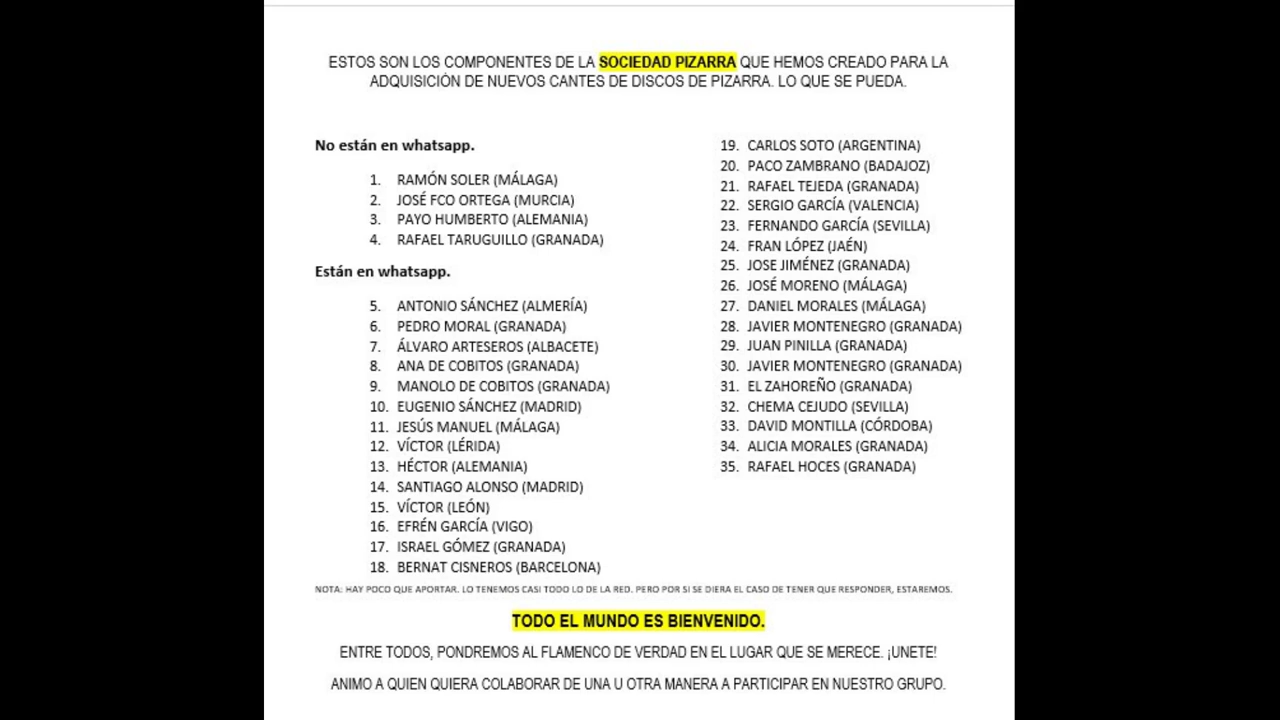 ESTOS SON LOS COMPONENTES DE LA SOCIEDAD PIZARRA QUE HEMOS CREADO PARA LA
ADQUISICIÓN DE NUEVOS CANTES DE DISCOS DE PIZARRA. LO QUE SE PUEDA.
No están en whatsapp.
1. RAMÓN SOLER (MÁLAGA)
2. JOSÉ FCO ORTEGA (MURCIA)
3. PAYO HUMBERTO (ALEMANIA)
4. RAFAEL TARUGUILLO (GRANADA)
Están en whatsapp.
5. ANTONIO SÁNCHEZ (ALMERÍA)
6. PEDRO MORAL (GRANADA)
7. ÁLVARO ARTESEROS (ALBACETE)
8. ANA DE COBITOS (GRANADA)
9. MANOLO DE COBITOS (GRANADA)
10. EUGENIO SÁNCHEZ (MADRID)
11. JESÚS MANUEL (MÁLAGA)
12. VÍCTOR (LÉRIDA)
13. HÉCTOR (ALEMANIA)
14. SANTIAGO ALONSO (MADRID)
15. VÍCTOR (LEÓN)
16. EFRÉN GARCÍA (VIGO)
17. ISRAEL GÓMEZ (GRANADA)
18. BERNAT CISNEROS (BARCELONA)
19. CARLOS SOTO (ARGENTINA)
20. PACO ZAMBRANO (BADAJOZ)
21. RAFAEL TEJEDA (GRANADA)
22. SERGIO GARCÍA (VALENCIA)
23. FERNANDO GARCÍA (SEVILLA)
24. FRAN LÓPEZ (JAÉN)
25. JOSE JIMÉNEZ (GRANADA)
26. JOSÉ MORENO (MÁLAGA)
27. DANIEL MORALES (MÁLAGA)
28. JAVIER MONTENEGRO (GRANADA)
29. JUAN PINILLA (GRANADA)
30. JAVIER MONTENEGRO (GRANADA)
31. EL ZAHOREÑO (GRANADA)
32. CHEMA CEJUDO (SEVILLA)
33. DAVID MONTILLA (CÓRDOBA)
34. ALICIA MORALES (GRANADA)
35. RAFAEL HOCES (GRANADA)
NOTA: HAY POCO QUE APORTAR. LO TENEMOS CASI TODO LO DE LA RED. PERO POR SI SE DIERA EL CASO DE TENER QUE RESPONDER, ESTAREMOS.
TODO EL MUNDO ES BIENVENIDO.
ENTRE TODOS, PONDREMOS AL FLAMENCO DE VERDAD EN EL LUGAR QUE SE MERECE. ¡UNETE!
ANIMO A QUIEN QUIERA COLABORAR DE UNA U OTRA MANERA A PARTICIPAR EN NUESTRO GRUPO.